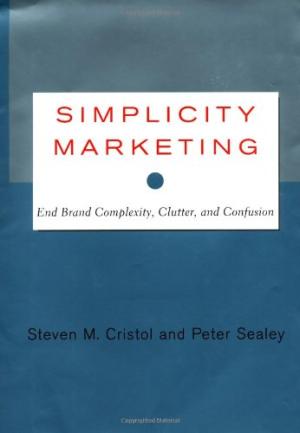 SIMPLICITY
MARKETING
End Brand Complexity, Clutter, and Confusion
Steven M. Cristol and Peter Sealey